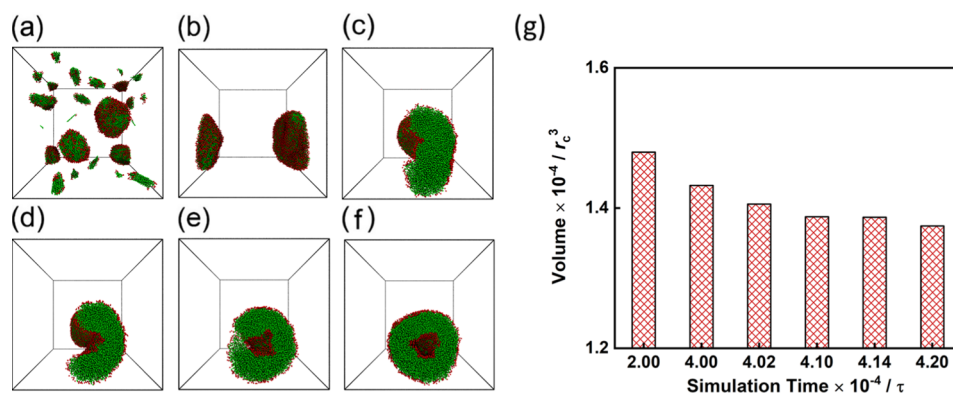 (a)
(b)
(c)
(d)
(e)
(f)
(g)
Volume × 10⁻⁴ / r_c³
1.6
1.4
1.2
2.00 4.00 4.02 4.10 4.14 4.20
Simulation Time × 10⁻⁴ / τ